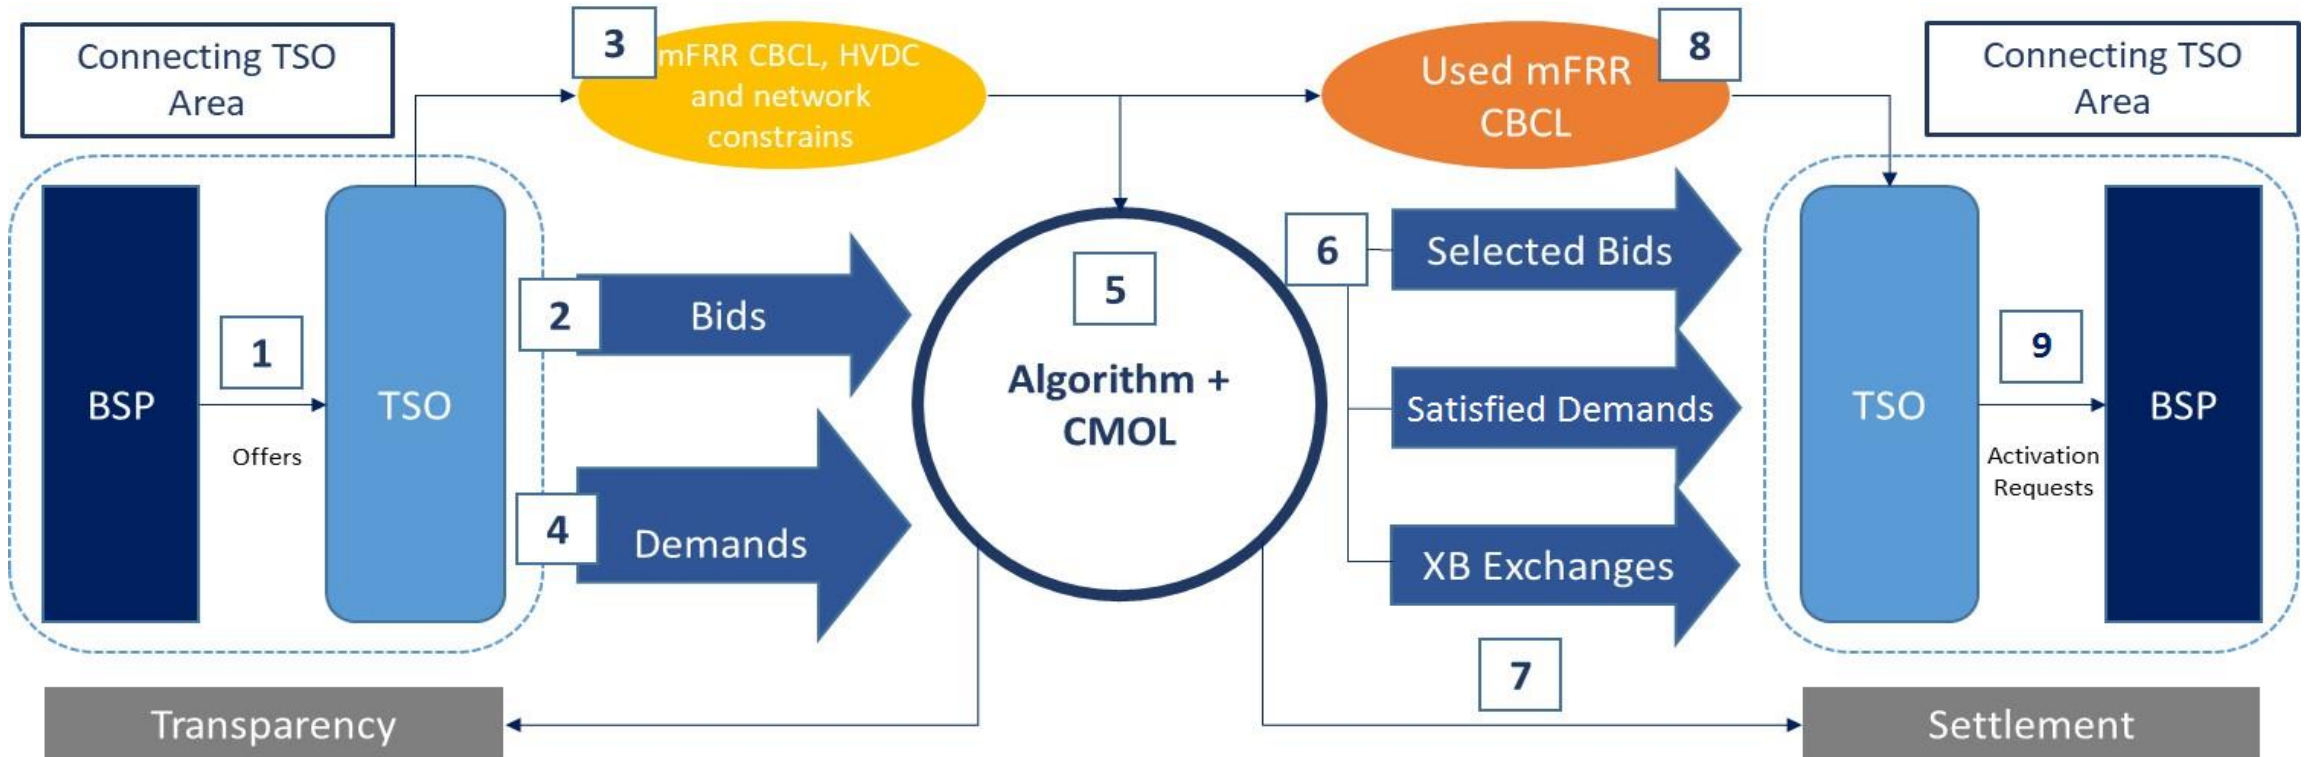 Connecting TSO
Area
3
mFRR CBCL, HVDC
and network
constrains
Used mFRR
CBCL
8
Connecting TSO
Area
BSP
1
Offers
TSO
2
Bids
4
Demands
5
Algorithm +
CMOL
6
Selected Bids
Satisfied Demands
XB Exchanges
7
TSO
9
Activation
Requests
BSP
Transparency
Settlement